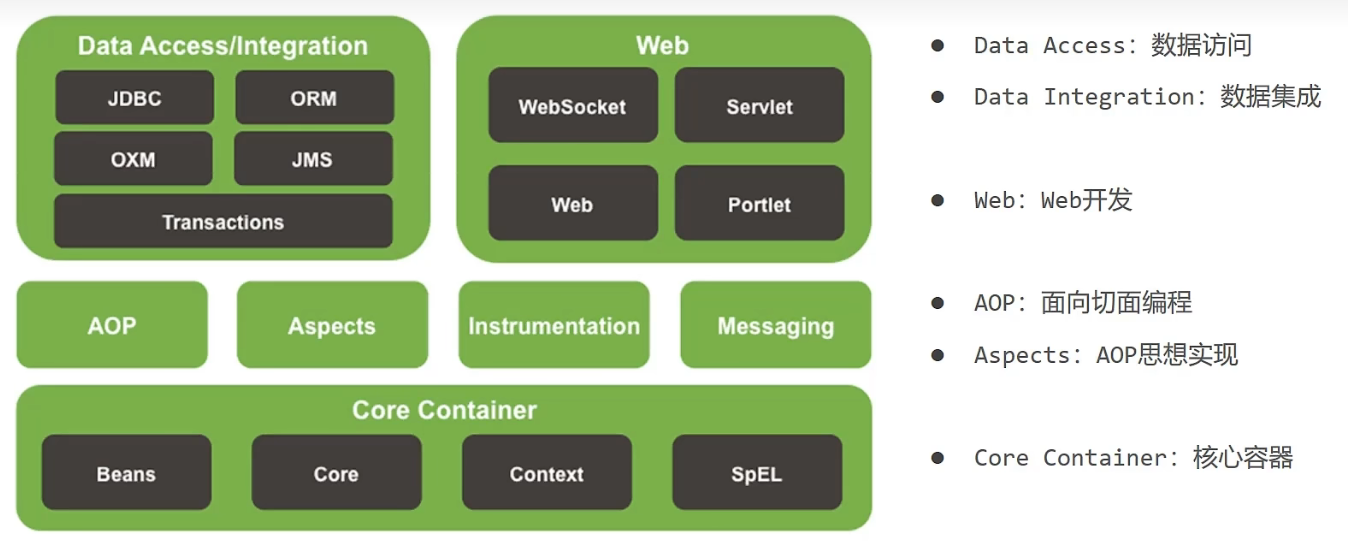 Data Access/Integration
JDBC
ORM
OXM
JMS
Transactions
Web
WebSocket
Servlet
Web
Portlet
AOP
Aspects
Instrumentation
Messaging
Core Container
Beans
Core
Context
SpEL
● Data Access：数据访问
● Data Integration：数据集成
● Web：Web开发
● AOP：面向切面编程
● Aspects：AOP思想实现
● Core Container：核心容器